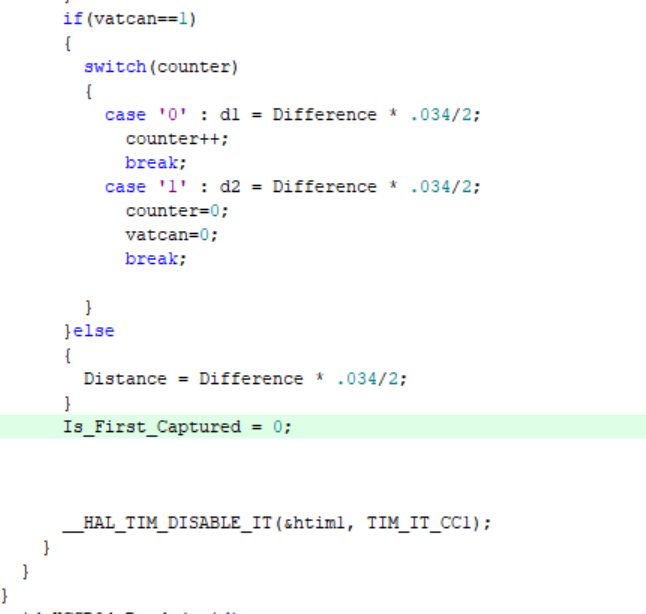 if(vatcan==1)
{
switch(counter)
{
case '0' : d1 = Difference * .034/2;
counter++;
break;
case '1' : d2 = Difference * .034/2;
counter=0;
vatcan=0;
break;
}
}else
{
Distance = Difference * .034/2;
}
Is_First_Captured = 0;
__HAL_TIM_DISABLE_IT(&htim1, TIM_IT_CC1);
}
}
}